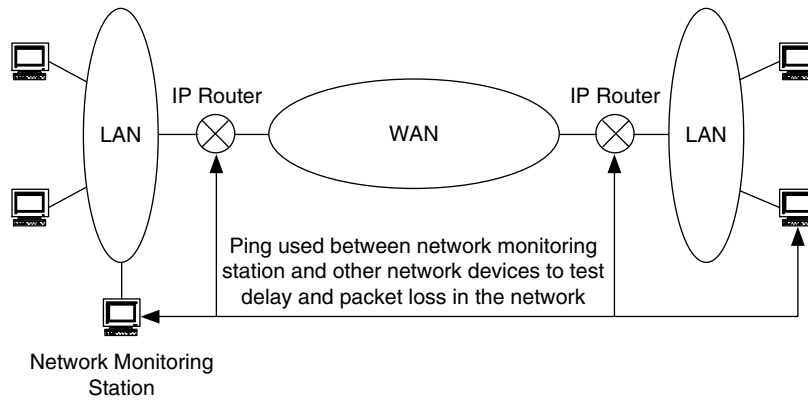 IP Router
IP Router
LAN
WAN
LAN
Ping used between network monitoring
station and other network devices to test
delay and packet loss in the network
Network Monitoring
Station